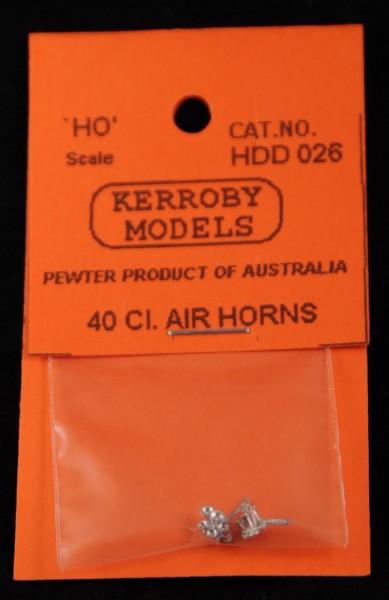 'HO' CAT.NO.
Scale HDD 026
KERROBY
MODELS
PEWTER PRODUCT OF AUSTRALIA
40 Cl. AIR HORNS